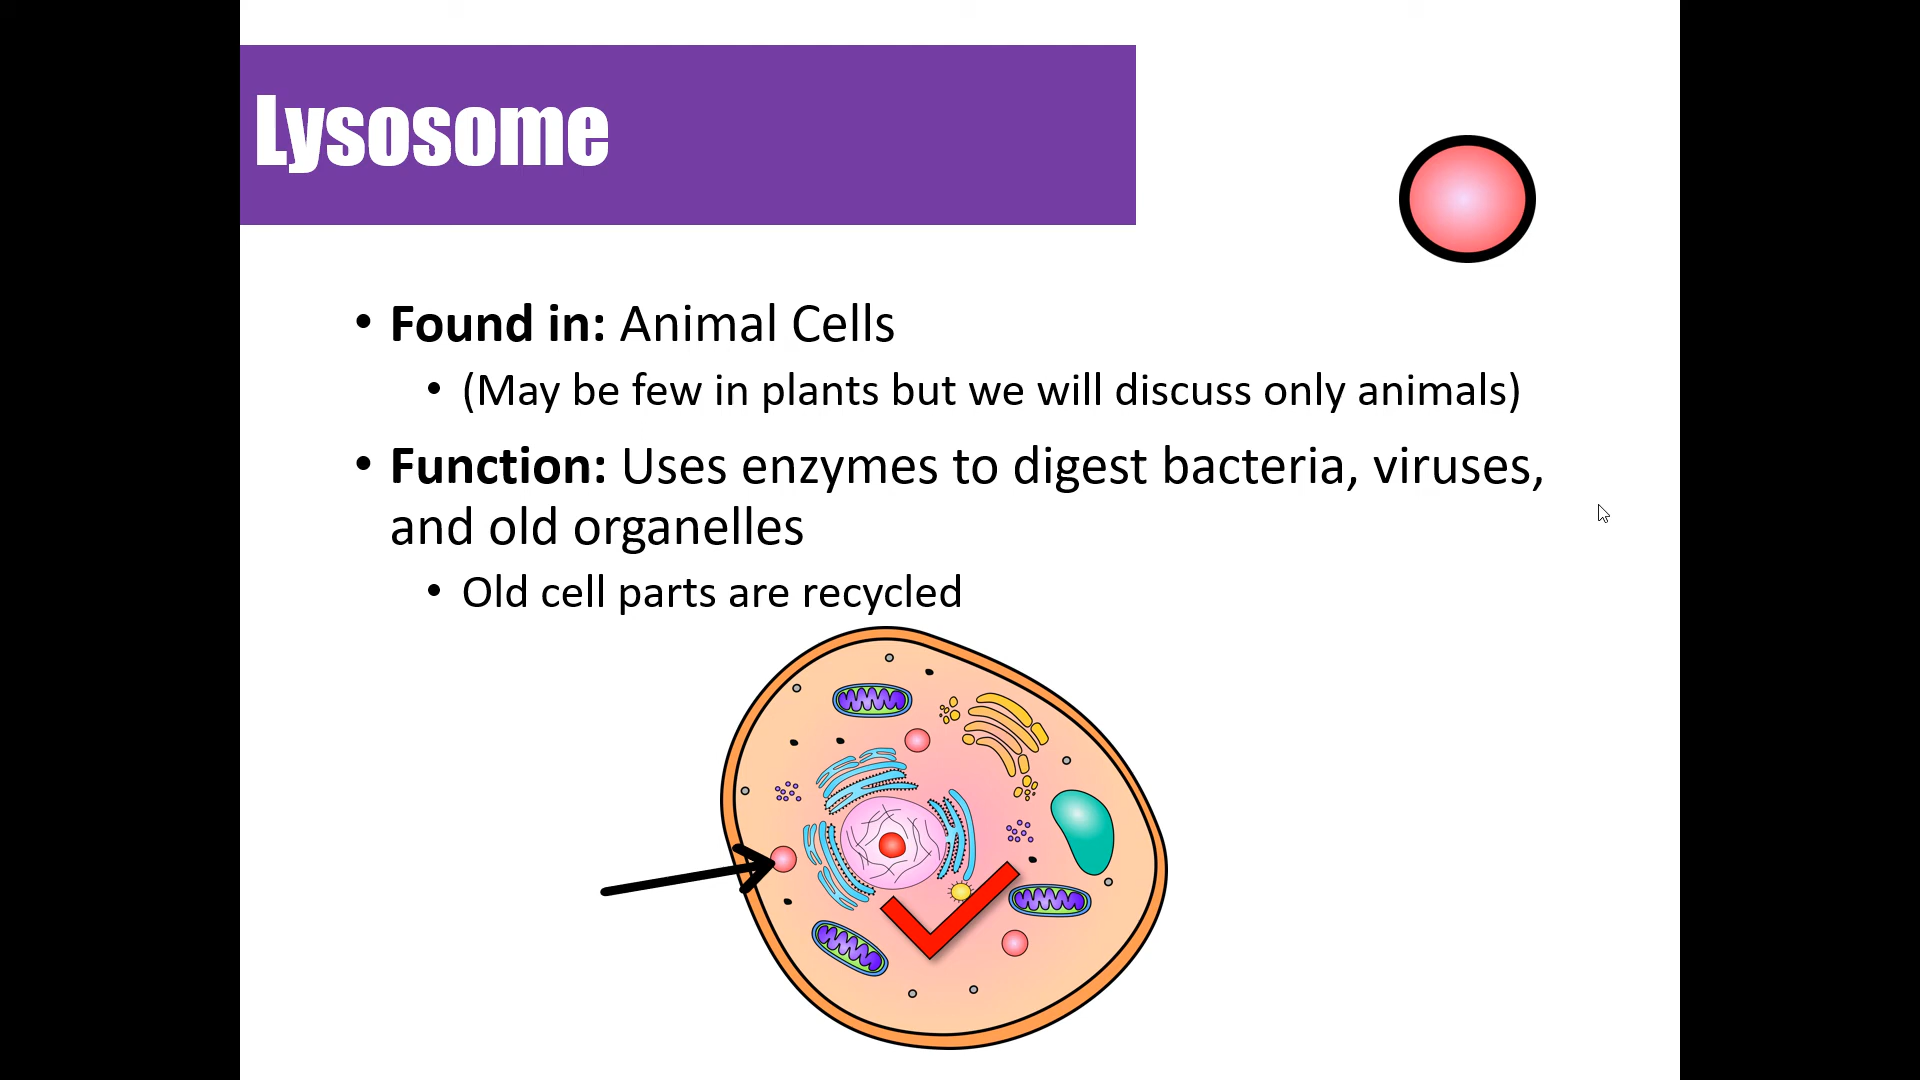 Lysosome
• Found in: Animal Cells
• (May be few in plants but we will discuss only animals)
• Function: Uses enzymes to digest bacteria, viruses,
and old organelles
• Old cell parts are recycled